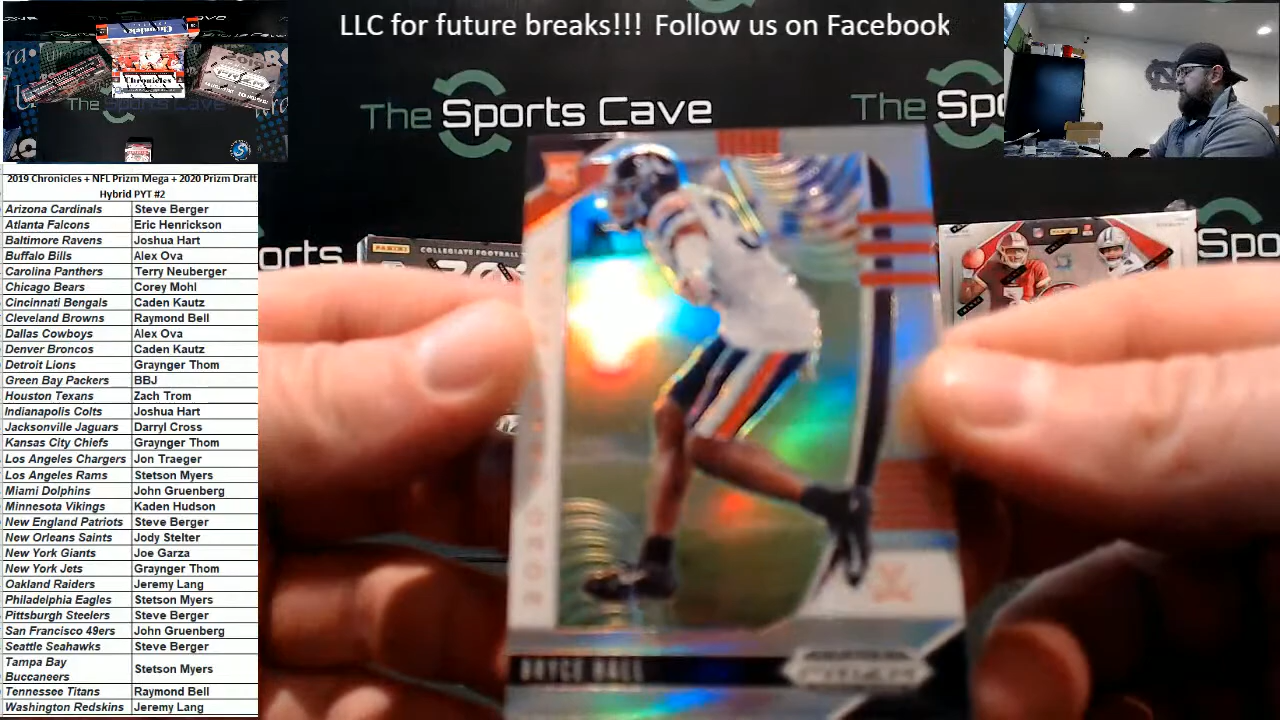 LLC for future breaks!!! Follow us on Facebook
The Sports Cave
The Spo
orts
Spo
Chronicles
2019 Chronicles + NFL Prizm Mega + 2020 Prizm Draft
Hybrid PYT #2
Arizona Cardinals Steve Berger
Atlanta Falcons Eric Henrickson
Baltimore Ravens Joshua Hart
Buffalo Bills Alex Ova
Carolina Panthers Terry Neuberger
Chicago Bears Corey Mohl
Cincinnati Bengals Caden Kautz
Cleveland Browns Raymond Bell
Dallas Cowboys Alex Ova
Denver Broncos Caden Kautz
Detroit Lions Graynger Thom
Green Bay Packers BBJ
Houston Texans Zach Trom
Indianapolis Colts Joshua Hart
Jacksonville Jaguars Darryl Cross
Kansas City Chiefs Graynger Thom
Los Angeles Chargers Jon Traeger
Los Angeles Rams Stetson Myers
Miami Dolphins John Gruenberg
Minnesota Vikings Kaden Hudson
New England Patriots Steve Berger
New Orleans Saints Jody Stelter
New York Giants Joe Garza
New York Jets Graynger Thom
Oakland Raiders Jeremy Lang
Philadelphia Eagles Stetson Myers
Pittsburgh Steelers Steve Berger
San Francisco 49ers John Gruenberg
Seattle Seahawks Steve Berger
Tampa Bay
Buccaneers Stetson Myers
Tennessee Titans Raymond Bell
Washington Redskins Jeremy Lang
PANINI
COLLEGIATE FOOTBALL
PANINI
RC
BRYCE HALL
PRIZM